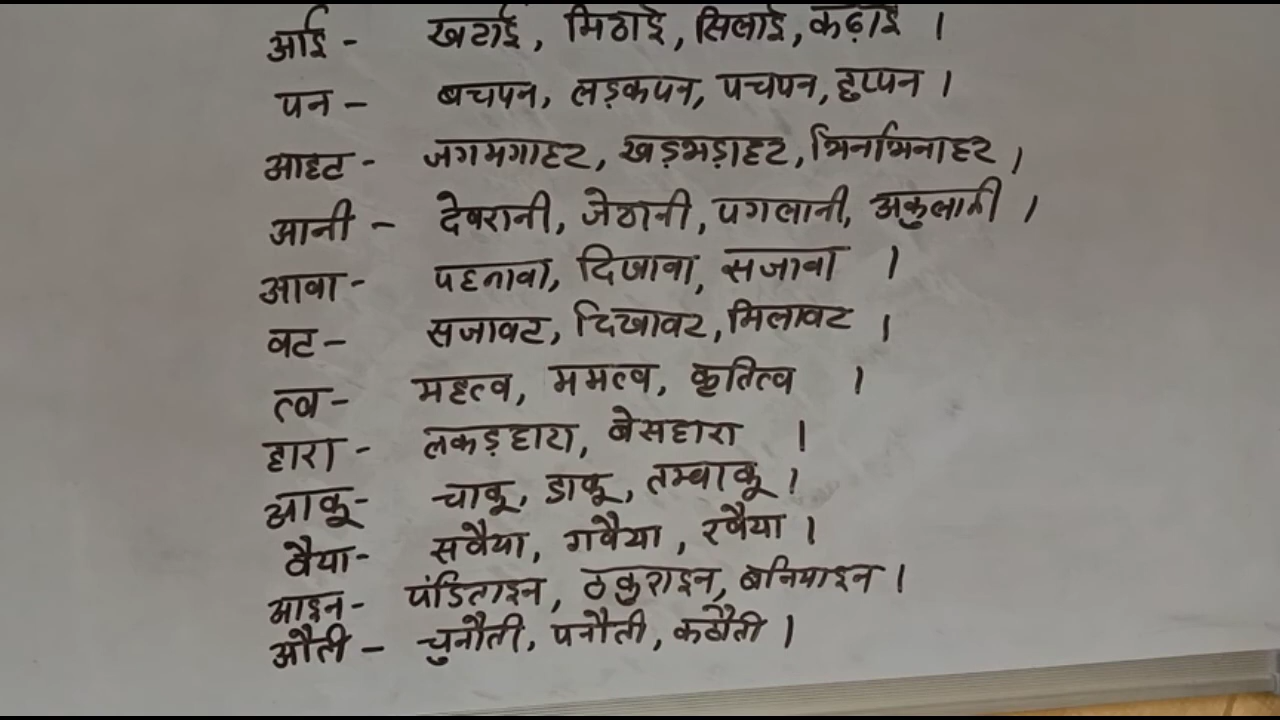 आई - खटाई, मिठाई, सिलाई, कढ़ाई ।
पन - बचपन, लड़कपन, पचपन, छप्पन ।
आहट - जगमगाहट, खड़भड़ाहट, भिनभिनाहट ।
आनी - देवरानी, जेठानी, पगलानी, अकुलानी ।
आवा - पहनावा, दिखावा, सजावा ।
वट - सजावट, दिखावट, मिलावट ।
त्व - महत्व, ममत्व, कृतित्व ।
हारा - लकड़हारा, बेसहारा ।
आकू - चाकू, डाकू, तम्बाकू ।
वैया - सवैया, गवैया, रवैया ।
आइन - पंडिताइन, ठकुराइन, बनियाइन ।
औती - चुनौती, पनौती, कठौती ।